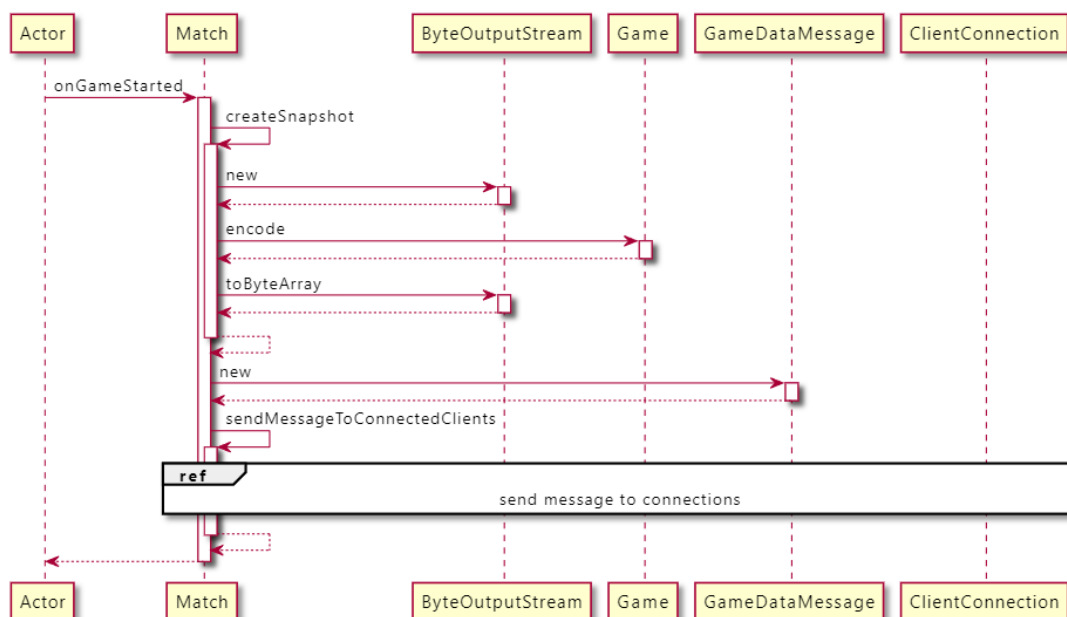 Actor Match ByteOutputStream Game GameDataMessage ClientConnection
onGameStarted
createSnapshot
new
encode
toByteArray
new
sendMessageToConnectedClients
ref
send message to connections
Actor Match ByteOutputStream Game GameDataMessage ClientConnection